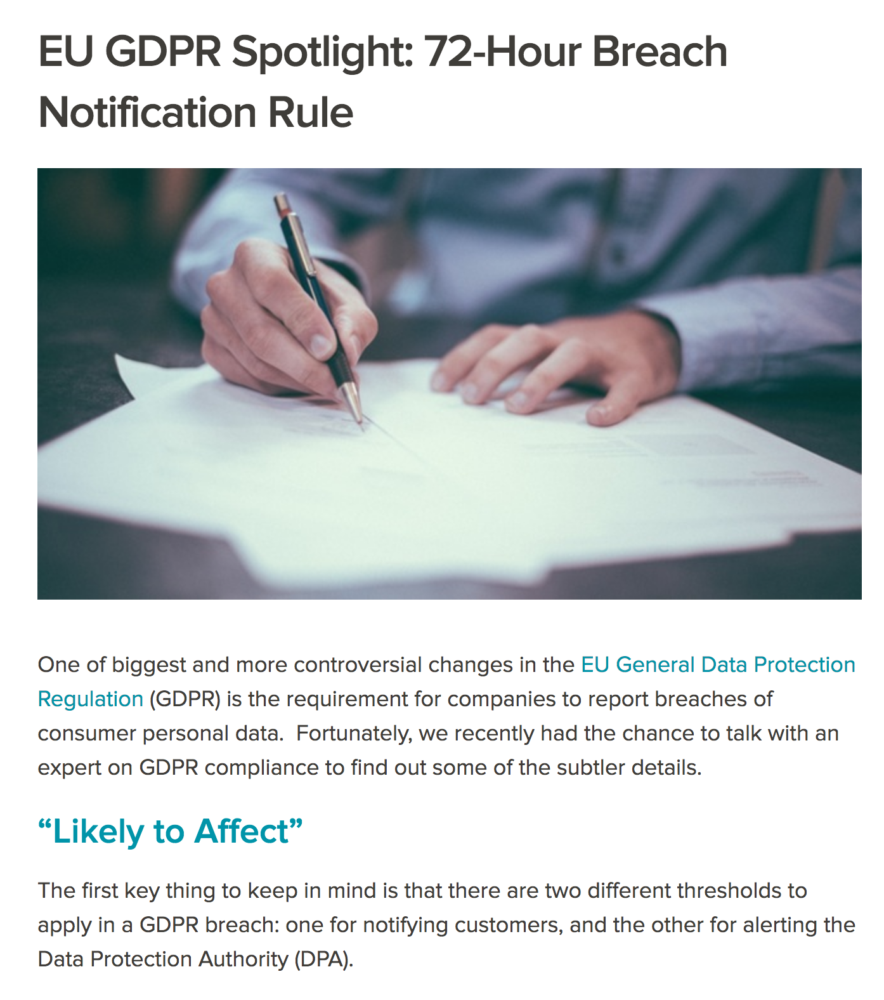 EU GDPR Spotlight: 72-Hour Breach
Notification Rule
One of biggest and more controversial changes in the EU General Data Protection
Regulation (GDPR) is the requirement for companies to report breaches of
consumer personal data.  Fortunately, we recently had the chance to talk with an
expert on GDPR compliance to find out some of the subtler details.
“Likely to Affect”
The first key thing to keep in mind is that there are two different thresholds to
apply in a GDPR breach: one for notifying customers, and the other for alerting the
Data Protection Authority (DPA).